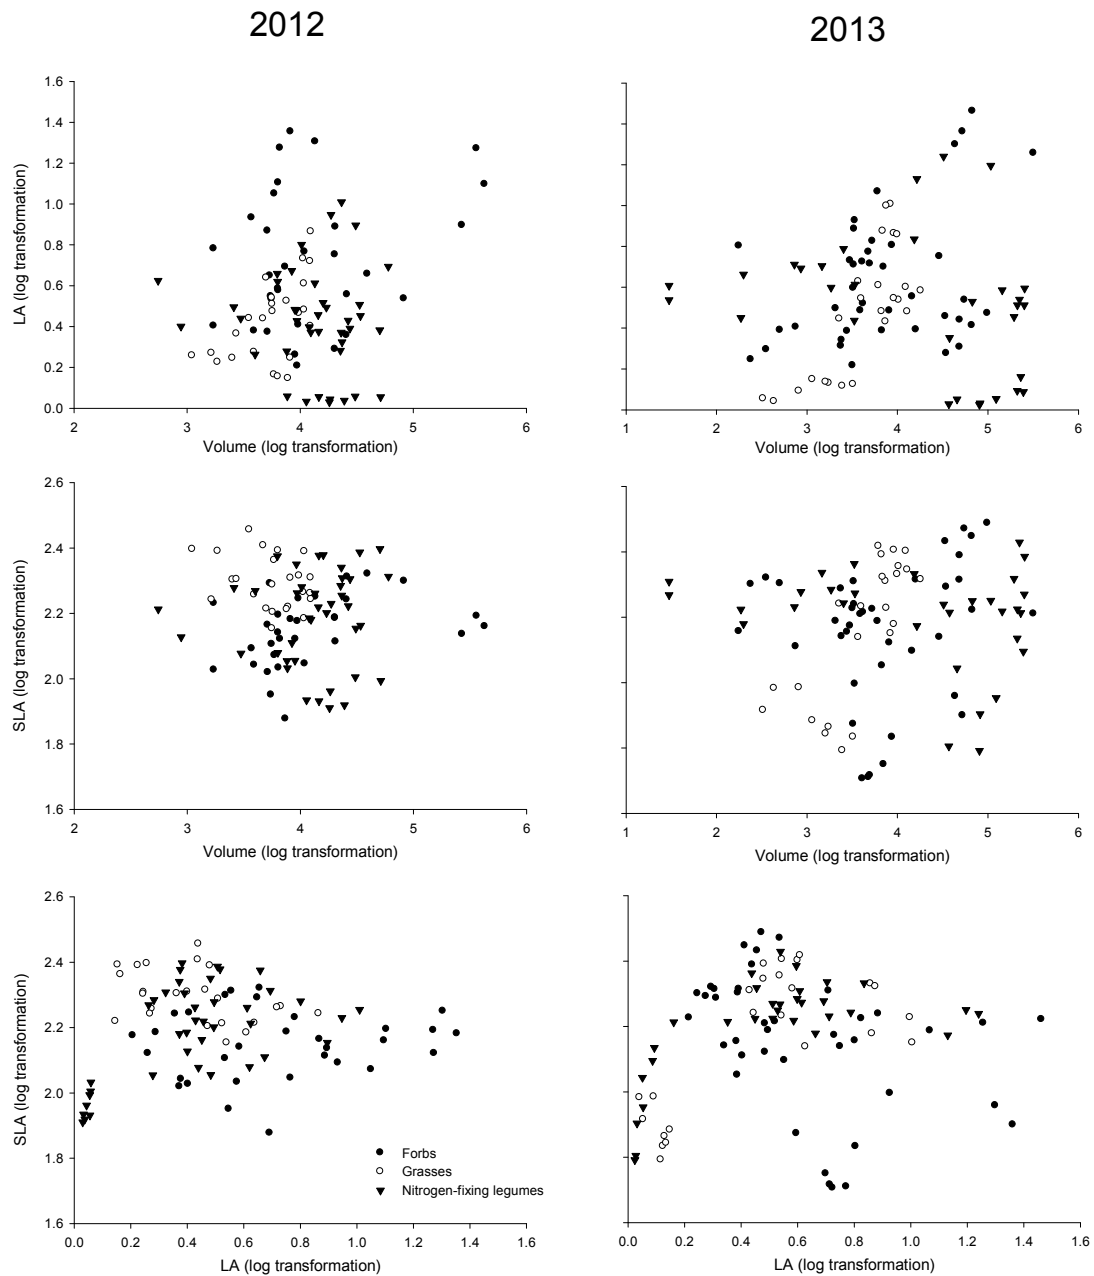 2012
2013
LA (log transformation)
1.6
1.4
1.2
1.0
0.8
0.6
0.4
0.2
0.0
2 3 4 5 6
Volume (log transformation)
1 2 3 4 5 6
Volume (log transformation)
SLA (log transformation)
2.6
2.4
2.2
2.0
1.8
1.6
2 3 4 5 6
Volume (log transformation)
1 2 3 4 5 6
Volume (log transformation)
SLA (log transformation)
2.6
2.4
2.2
2.0
1.8
1.6
Forbs
Grasses
Nitrogen-fixing legumes
0.0 0.2 0.4 0.6 0.8 1.0 1.2 1.4 1.6
LA (log transformation)
0.0 0.2 0.4 0.6 0.8 1.0 1.2 1.4 1.6
LA (log transformation)